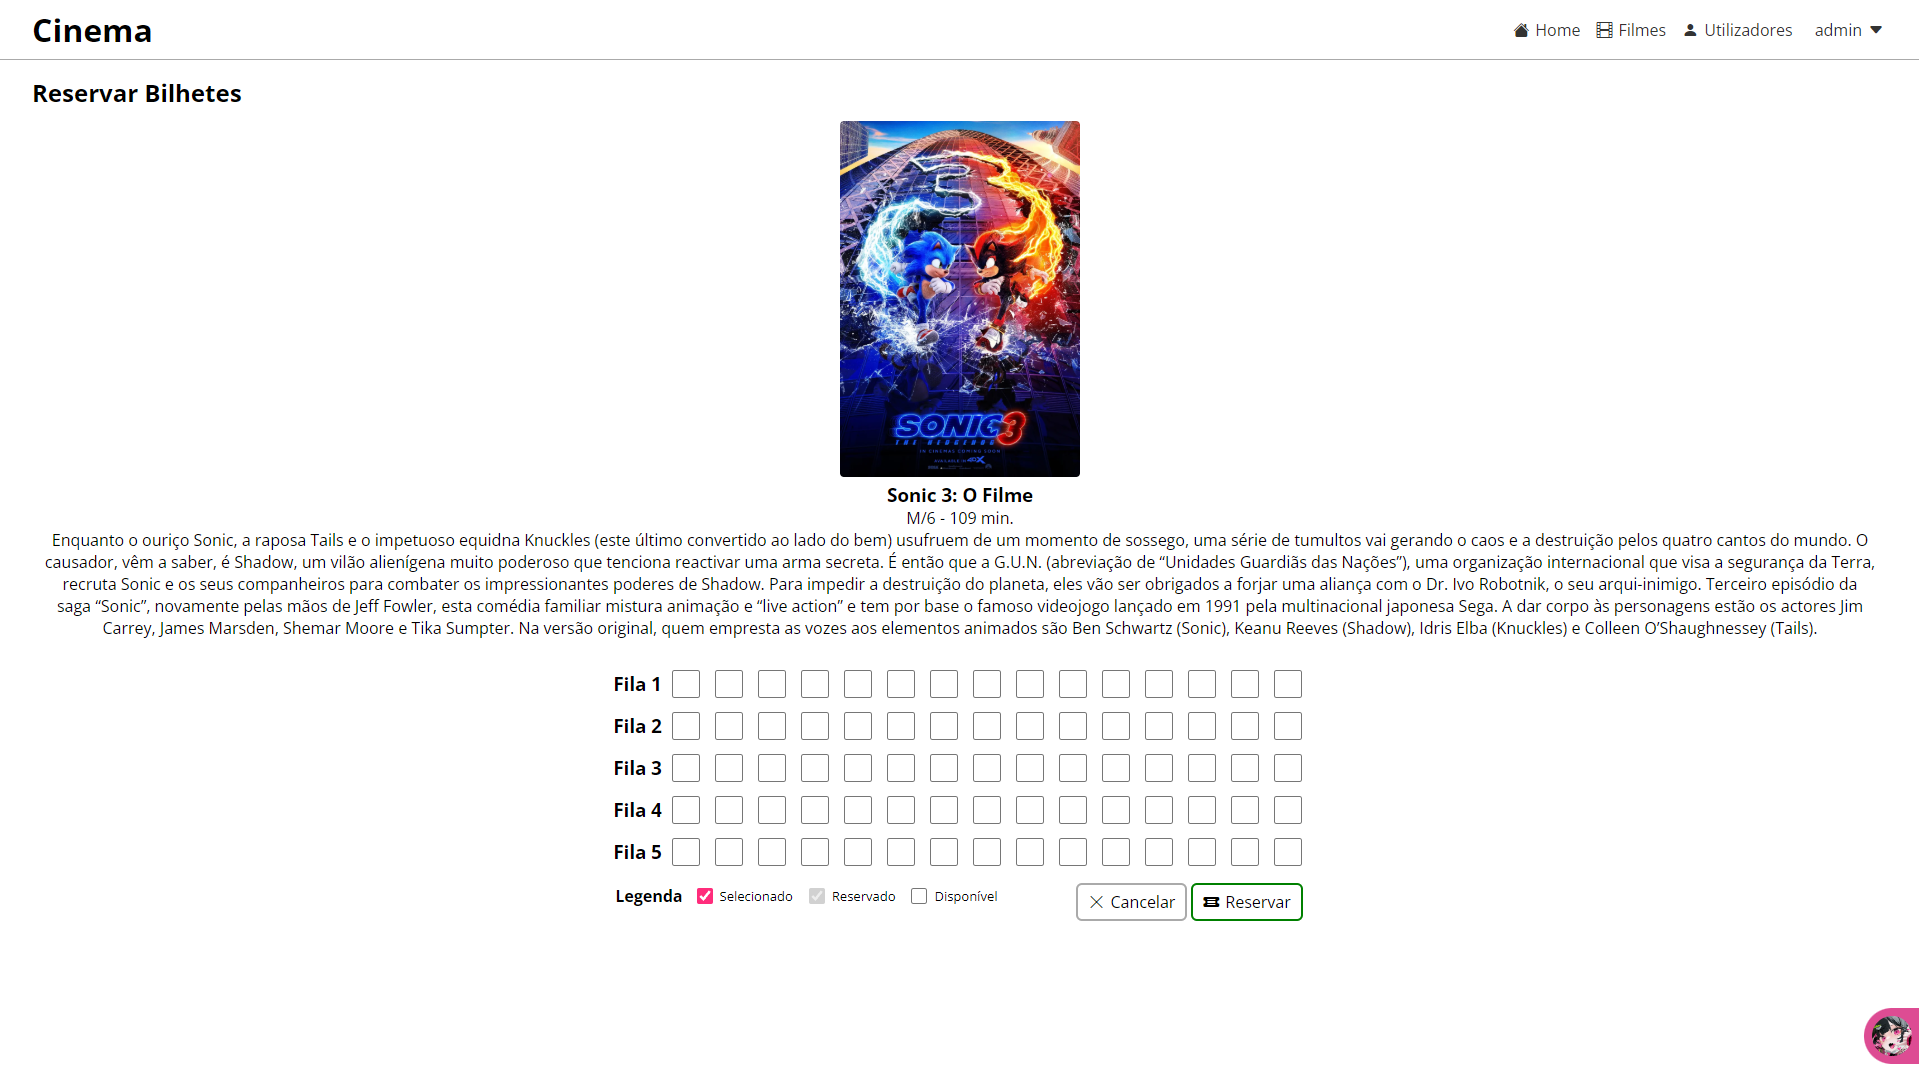 Cinema
Home
Filmes
Utilizadores
admin
Reservar Bilhetes
SONIC 3
THE HEDGEHOG
IN CINEMAS COMING SOON
AVAILABLE IN 4DX
Sonic 3: O Filme
M/6 - 109 min.
Enquanto o ouriço Sonic, a raposa Tails e o impetuoso equidna Knuckles (este último convertido ao lado do bem) usufruem de um momento de sossego, uma série de tumultos vai gerando o caos e a destruição pelos quatro cantos do mundo. O
causador, vêm a saber, é Shadow, um vilão alienígena muito poderoso que tenciona reactivar uma arma secreta. É então que a G.U.N. (abreviação de “Unidades Guardiãs das Nações”), uma organização internacional que visa a segurança da Terra,
recruta Sonic e os seus companheiros para combater os impressionantes poderes de Shadow. Para impedir a destruição do planeta, eles vão ser obrigados a forjar uma aliança com o Dr. Ivo Robotnik, o seu arqui-inimigo. Terceiro episódio da
saga “Sonic”, novamente pelas mãos de Jeff Fowler, esta comédia familiar mistura animação e “live action” e tem por base o famoso videojogo lançado em 1991 pela multinacional japonesa Sega. A dar corpo às personagens estão os actores Jim
Carrey, James Marsden, Shemar Moore e Tika Sumpter. Na versão original, quem empresta as vozes aos elementos animados são Ben Schwartz (Sonic), Keanu Reeves (Shadow), Idris Elba (Knuckles) e Colleen O’Shaughnessey (Tails).
Fila 1
Fila 2
Fila 3
Fila 4
Fila 5
Legenda
Selecionado
Reservado
Disponível
Cancelar
Reservar